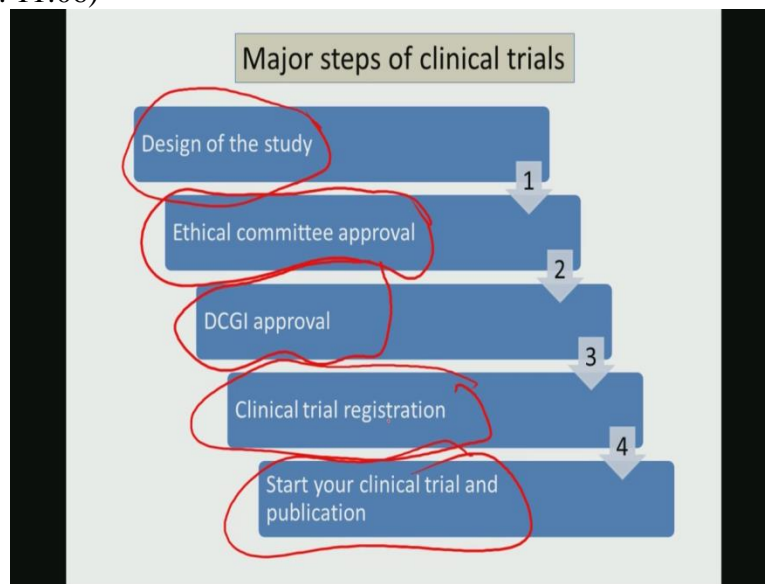 Major steps of clinical trials
Design of the study
1
Ethical committee approval
2
DCGI approval
3
Clinical trial registration
4
Start your clinical trial and
publication